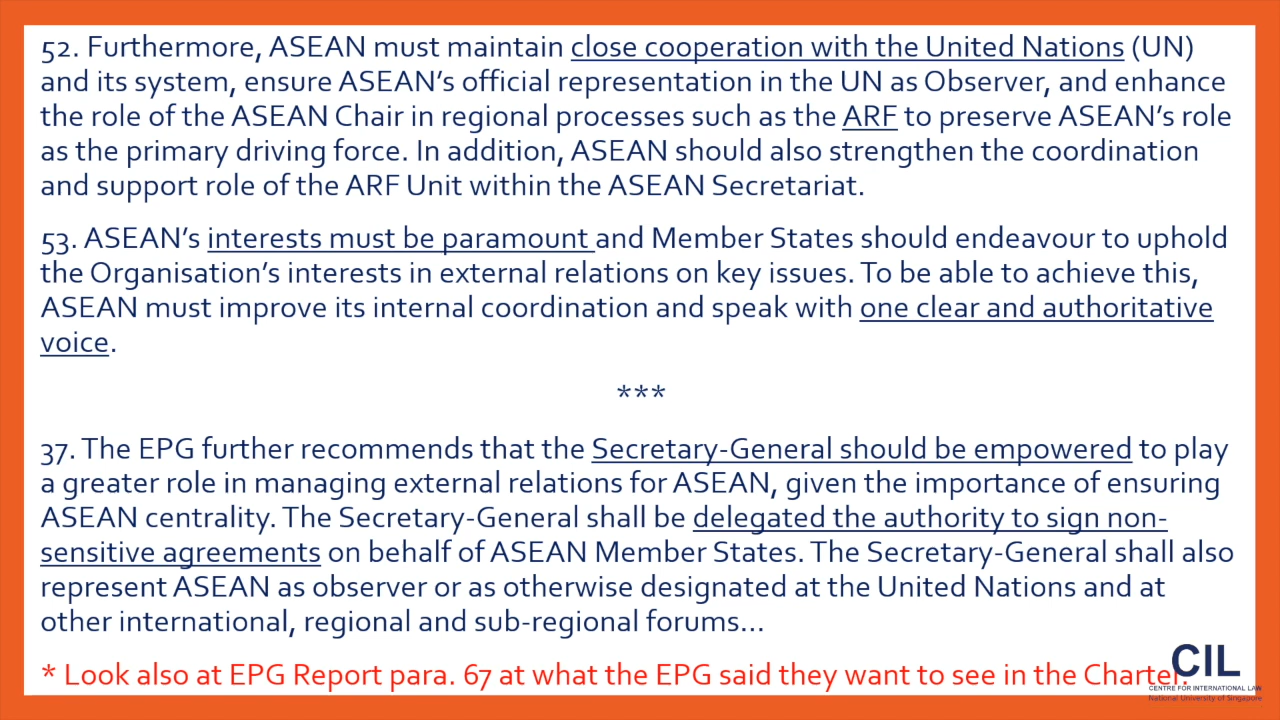 52. Furthermore, ASEAN must maintain close cooperation with the United Nations (UN)
and its system, ensure ASEAN's official representation in the UN as Observer, and enhance
the role of the ASEAN Chair in regional processes such as the ARF to preserve ASEAN's role
as the primary driving force. In addition, ASEAN should also strengthen the coordination
and support role of the ARF Unit within the ASEAN Secretariat.
53. ASEAN's interests must be paramount and Member States should endeavour to uphold
the Organisation's interests in external relations on key issues. To be able to achieve this,
ASEAN must improve its internal coordination and speak with one clear and authoritative
voice.
***
37. The EPG further recommends that the Secretary-General should be empowered to play
a greater role in managing external relations for ASEAN, given the importance of ensuring
ASEAN centrality. The Secretary-General shall be delegated the authority to sign non-
sensitive agreements on behalf of ASEAN Member States. The Secretary-General shall also
represent ASEAN as observer or as otherwise designated at the United Nations and at
other international, regional and sub-regional forums...
* Look also at EPG Report para. 67 at what the EPG said they want to see in the Charter.
CIL
CENTRE FOR INTERNATIONAL LAW
National University of Singapore